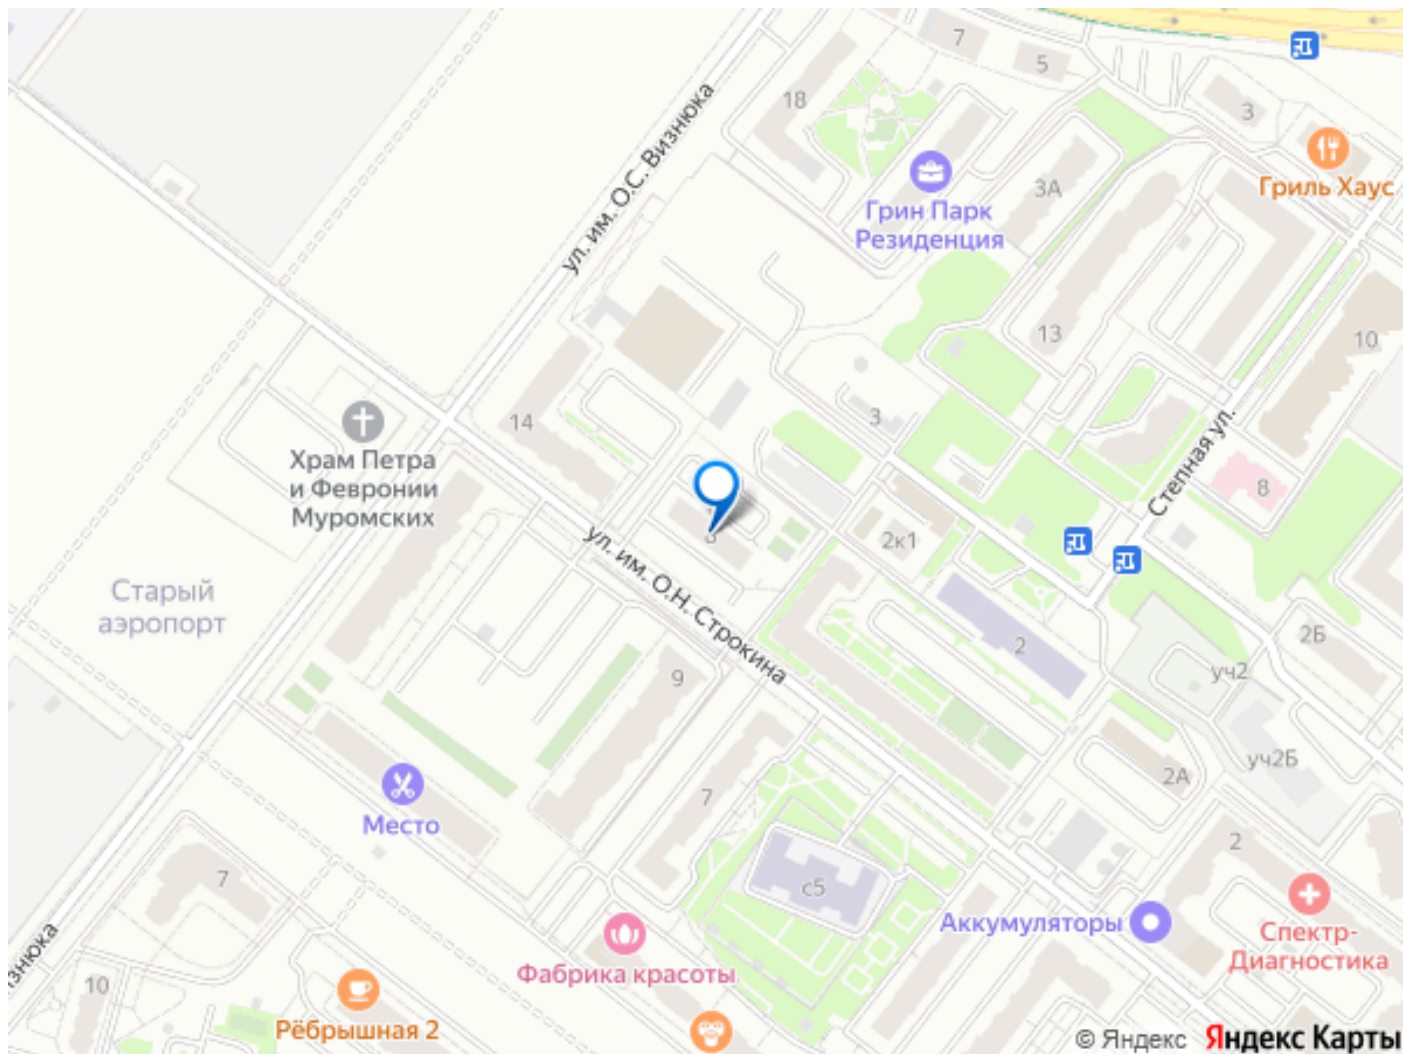 7
5
18
3
ул. им. О.С. Визнюка
Гриль Хаус
3А
Грин Парк
Резиденция
13
10
14
3
Храм Петра
и Февронии
Муромских
Степная ул.
8
2к1
ул. им. О.Н. Строкина
Старый
аэропорт
2
2Б
уч2
9
уч2Б
2А
7
Место
2
7
с5
Аккумуляторы
Спектр-
Диагностика
Фабрика красоты
10
Рёбрышная 2
© Яндекс Яндекс Карты